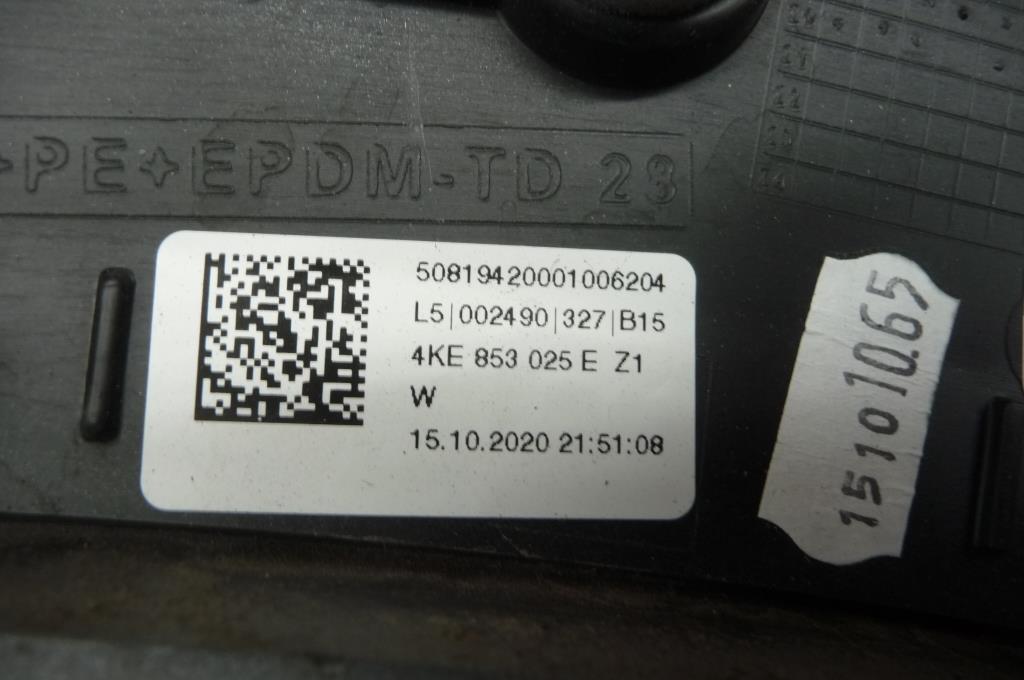 PE+EPDM-TD 23
50819420001006204
L5|002490|327|B15
4KE 853 025 E Z1
W
15.10.2020 21:51:08
15101065